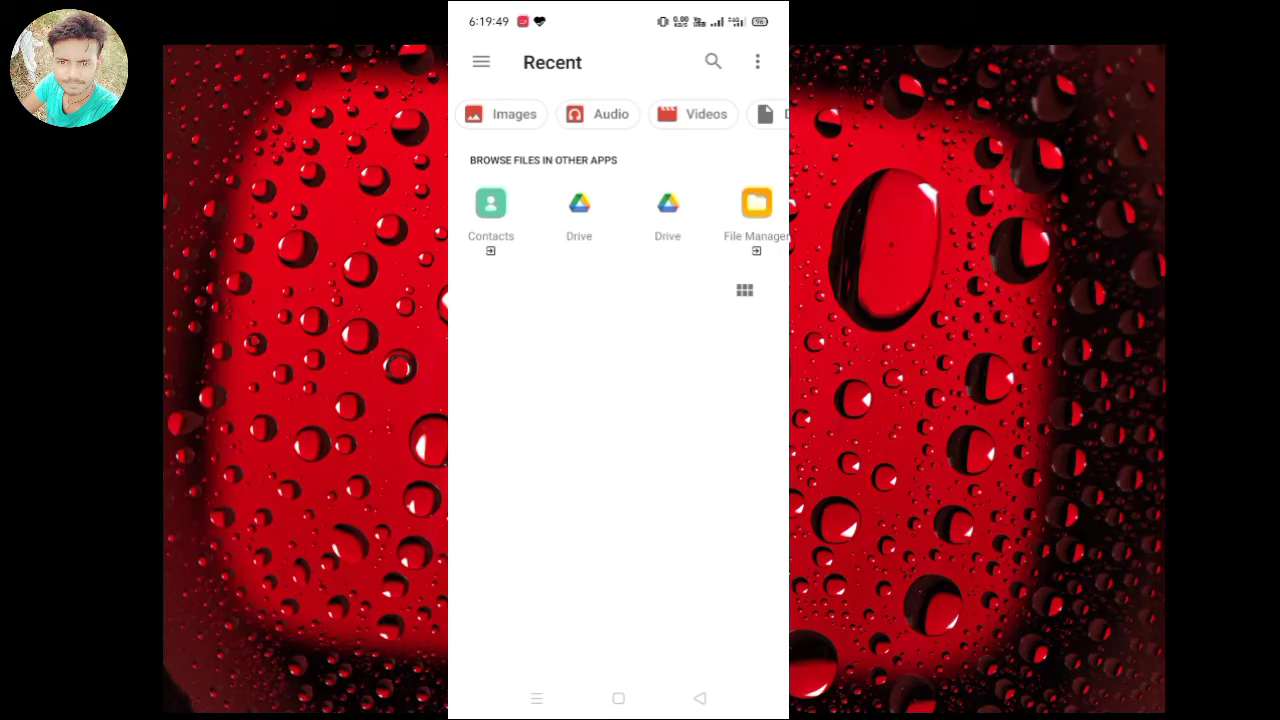 6:19:49
Recent
Images
Audio
Videos
D
BROWSE FILES IN OTHER APPS
Contacts
Drive
Drive
File Manager